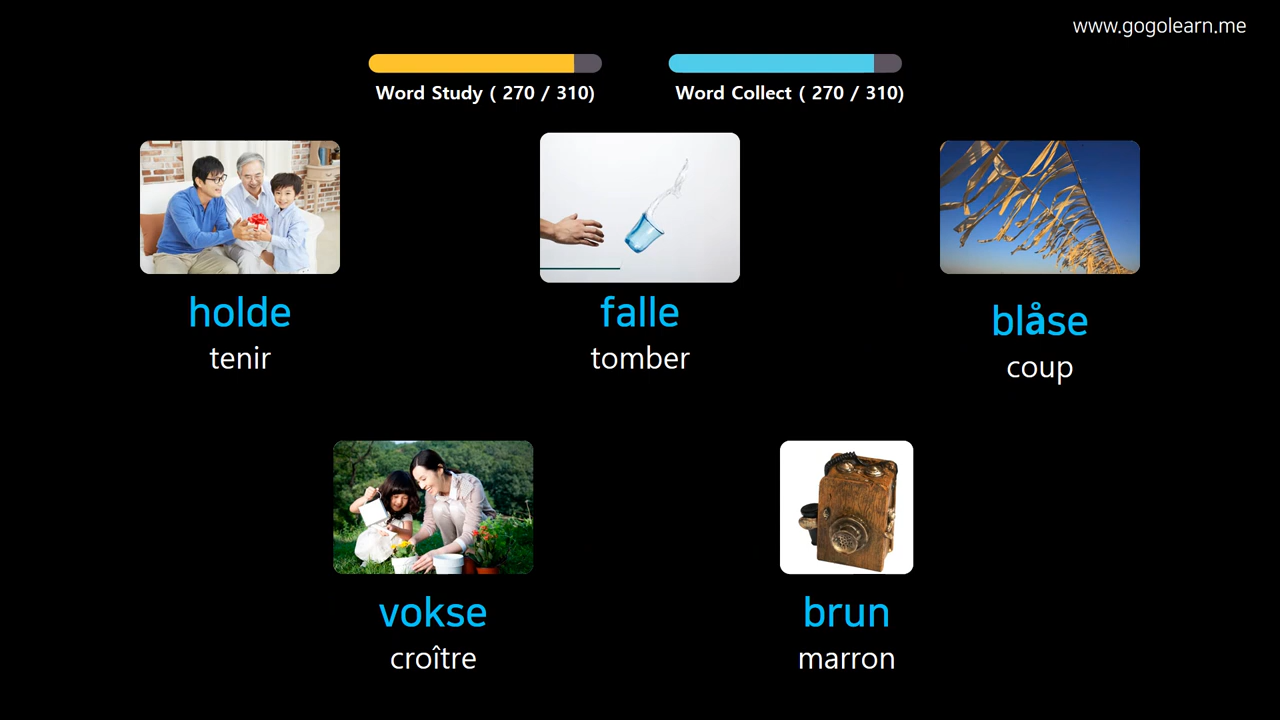 www.gogolearn.me
Word Study ( 270 / 310)
Word Collect ( 270 / 310)
holde
tenir
falle
tomber
blåse
coup
vokse
croître
brun
marron